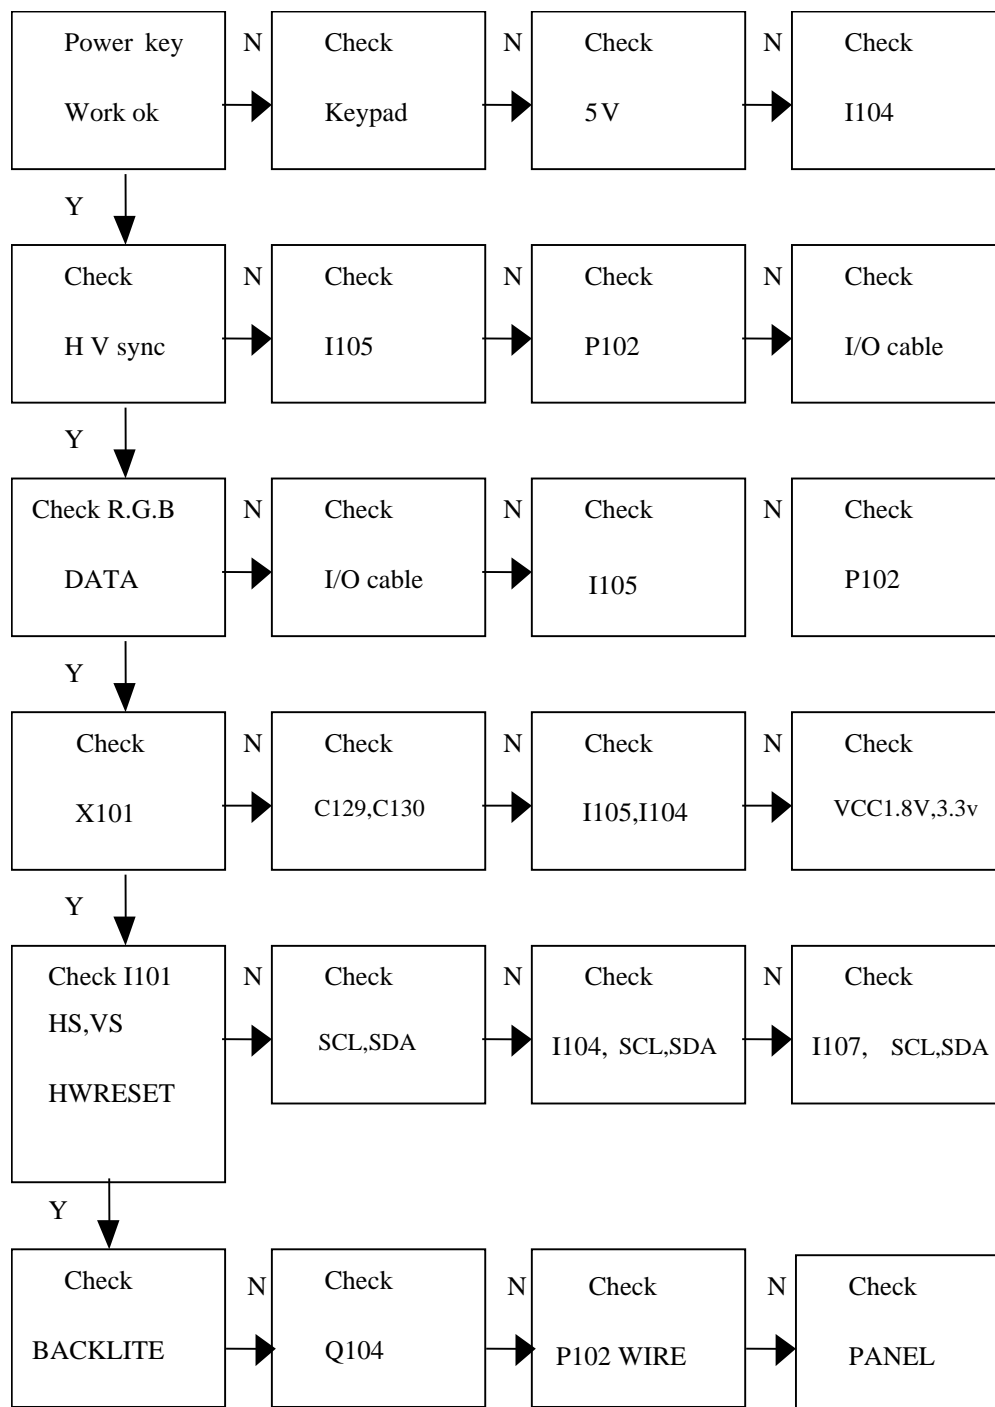 Power key N Check N Check N Check
Work ok Keypad 5V I104
Y
Check N Check N Check N Check
H V sync I105 P102 I/O cable
Y
Check R.G.B N Check N Check N Check
DATA I/O cable I105 P102
Y
Check N Check N Check N Check
X101 C129,C130 I105,I104 VCC1.8V,3.3v
Y
Check I101 N Check N Check N Check
HS,VS
SCL,SDA I104, SCL,SDA I107, SCL,SDA
HWRESET
Y
Check N Check N Check N Check
BACKLITE Q104 P102 WIRE PANEL